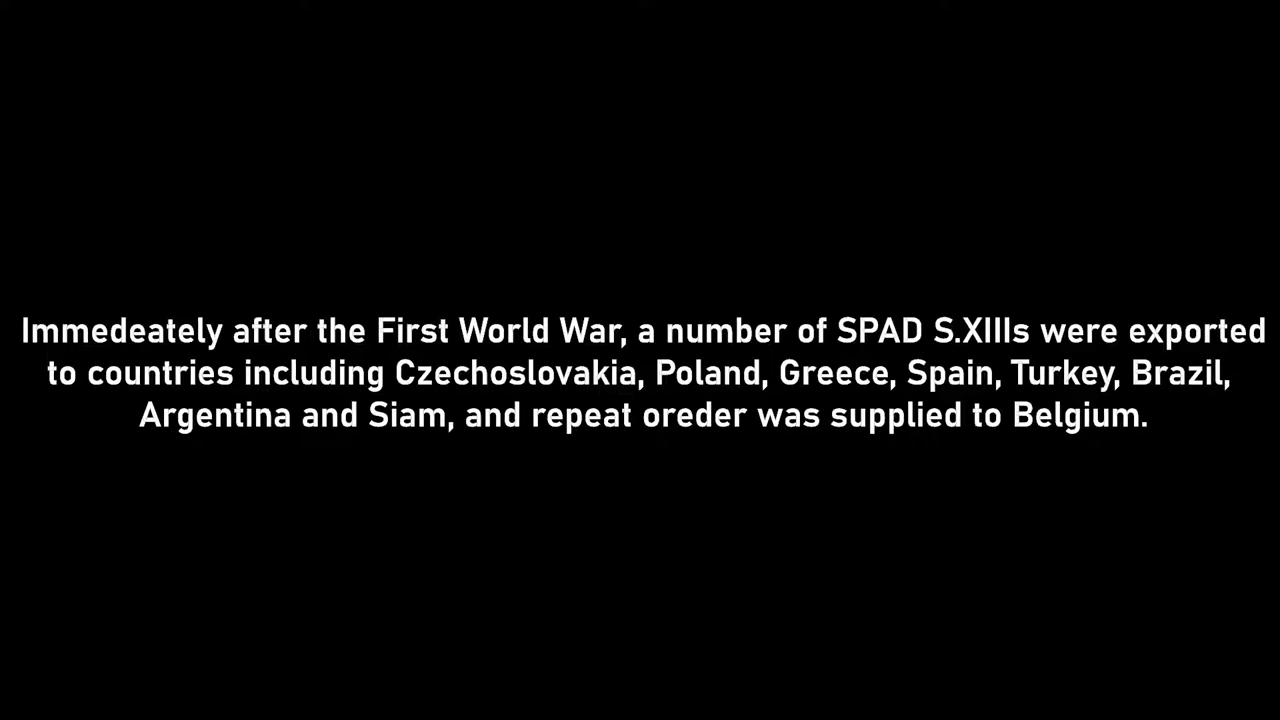 Immedeately after the First World War, a number of SPAD S.XIIIs were exported
to countries including Czechoslovakia, Poland, Greece, Spain, Turkey, Brazil,
Argentina and Siam, and repeat oreder was supplied to Belgium.